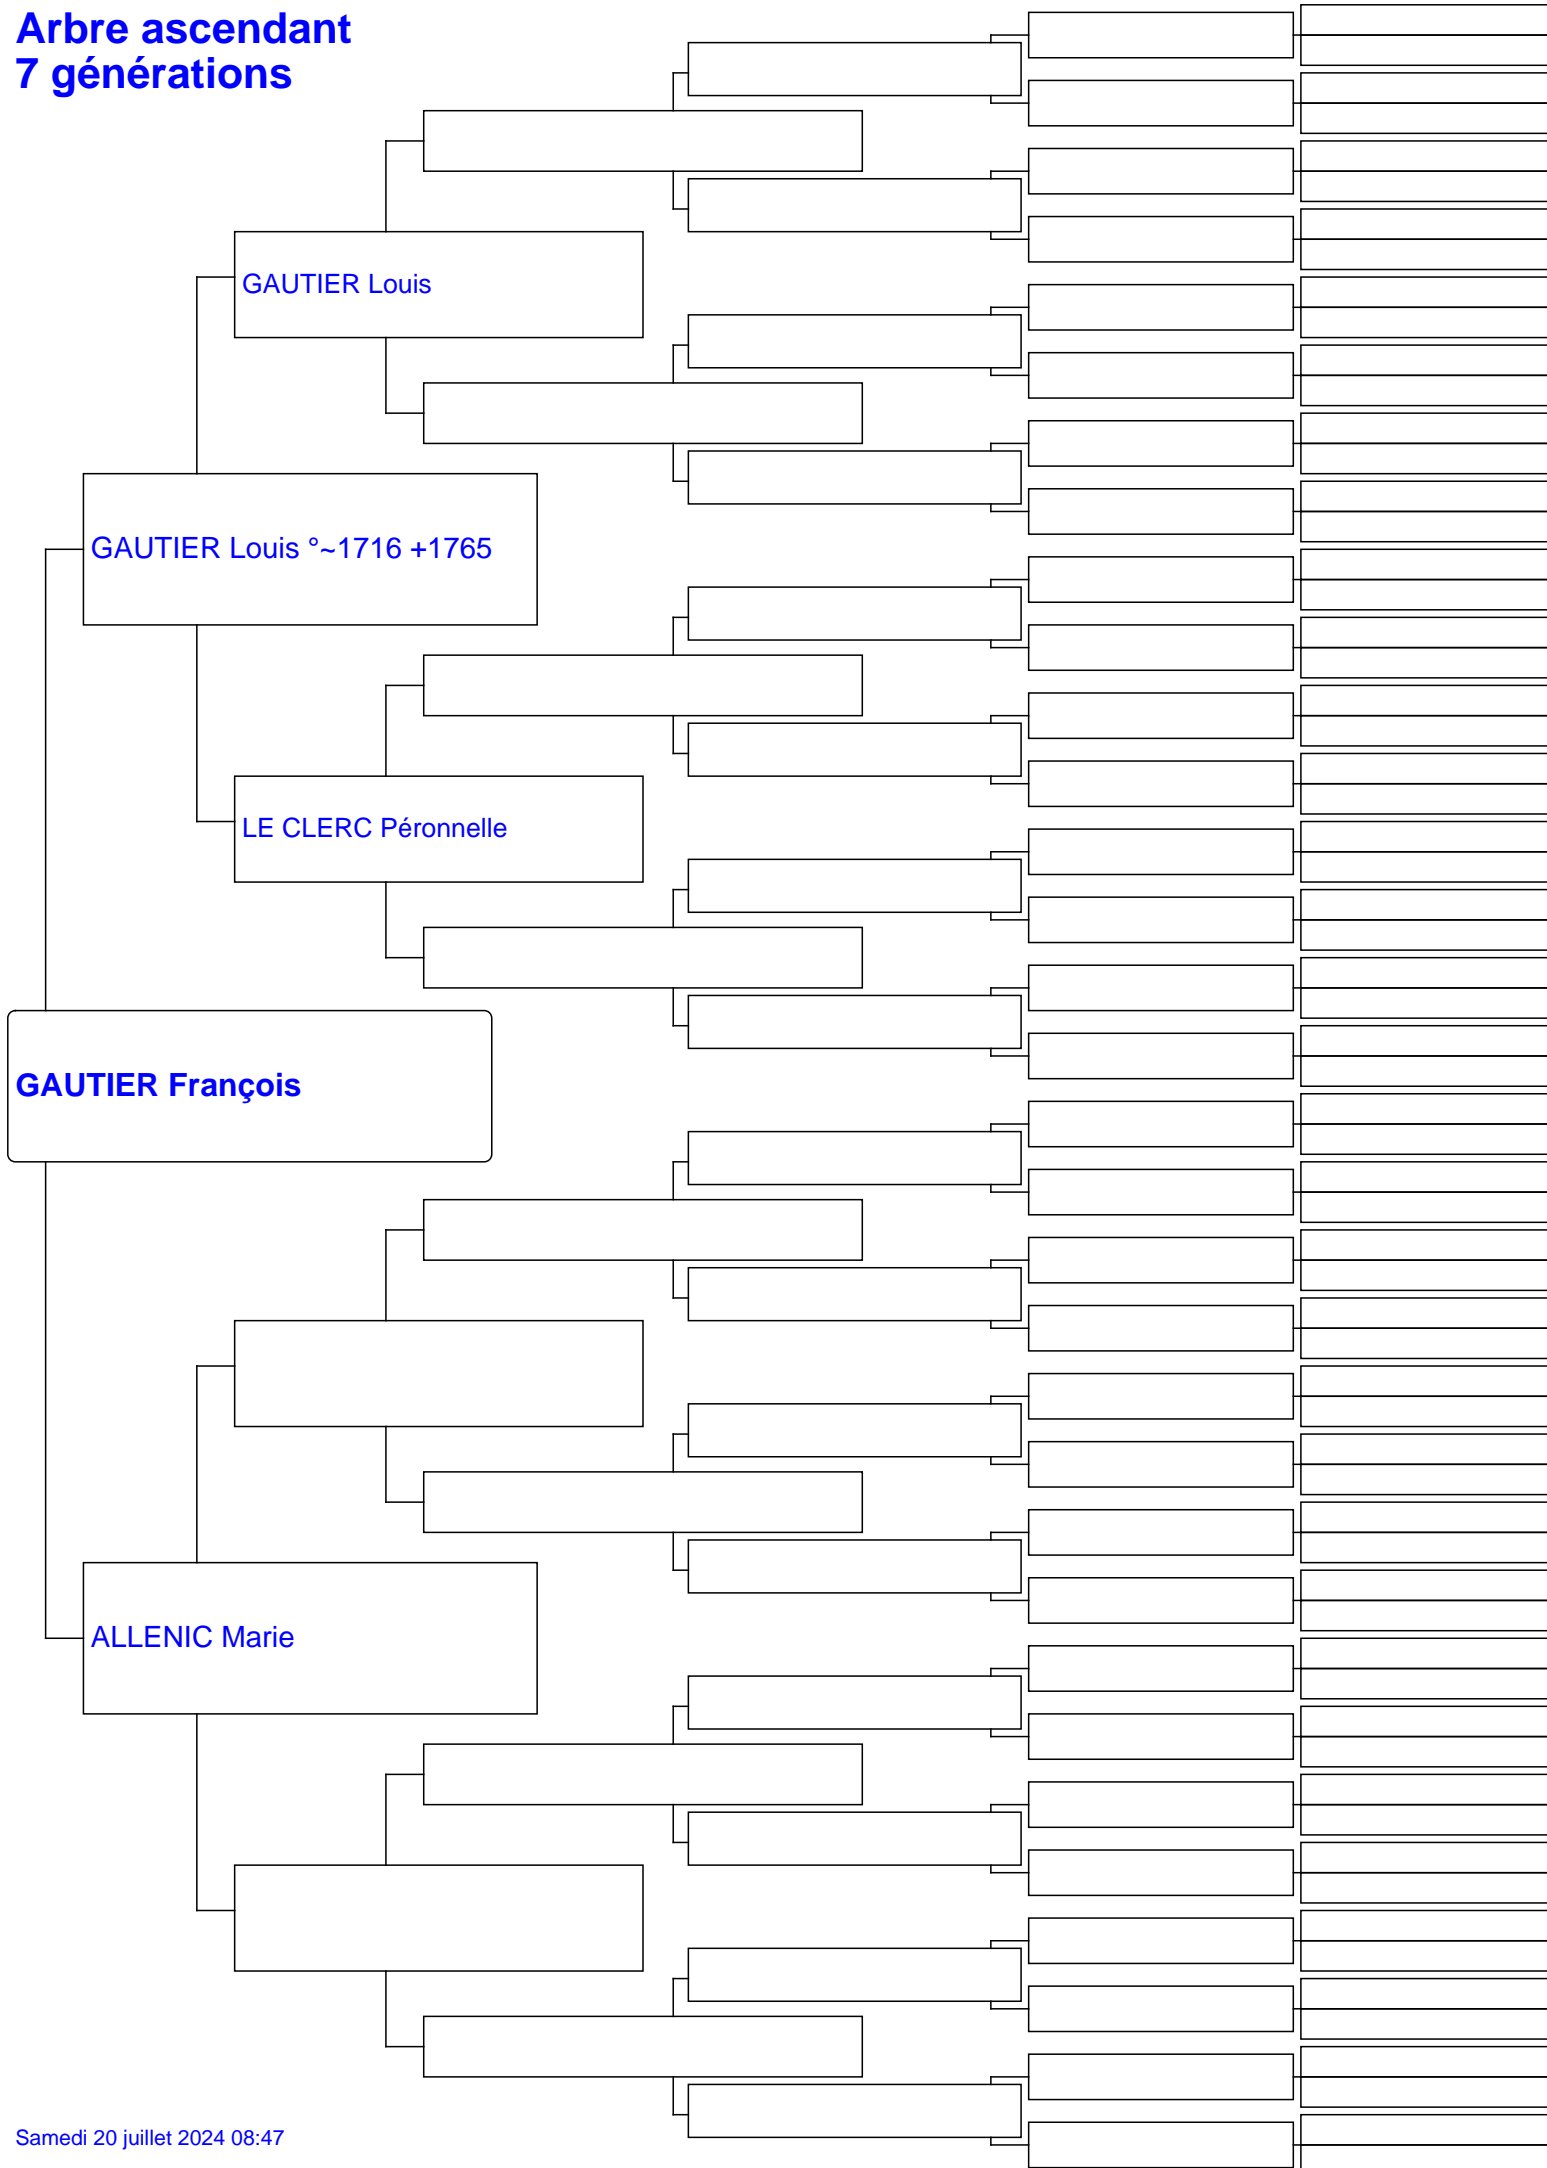 Arbre ascendant
7 générations
GAUTIER Louis
GAUTIER Louis °~1716 +1765
LE CLERC Péronnelle
GAUTIER François
ALLENIC Marie
Samedi 20 juillet 2024 08:47